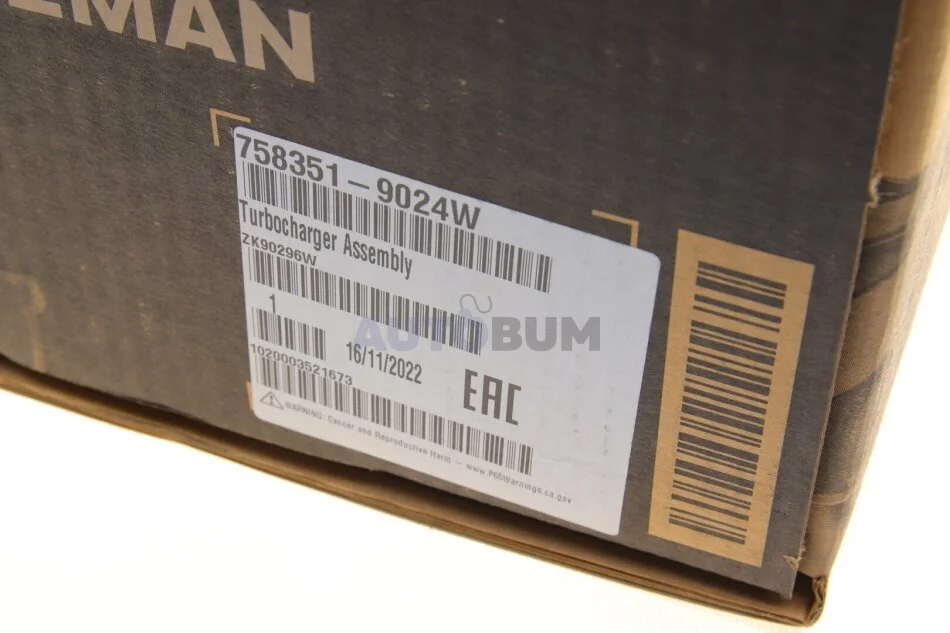 EMAN
758351-9024W
Turbocharger Assembly
ZK90296W
1
16/11/2022
EAC
1020003521673
WARNING: Cancer and Reproductive Harm - www.P65Warnings.ca.gov
AUTOBUM